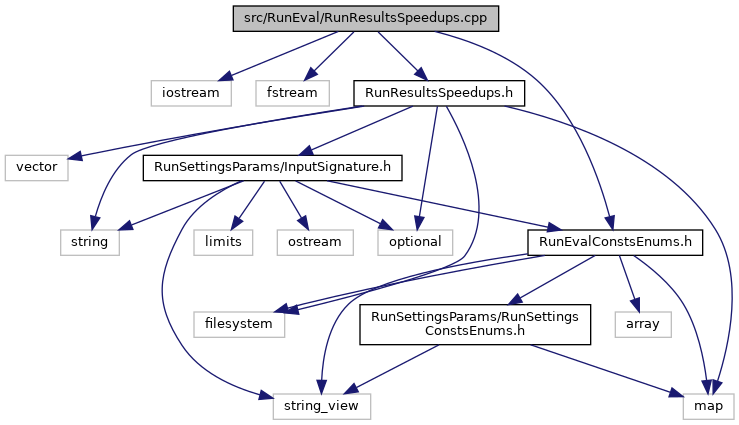 src/RunEval/RunResultsSpeedups.cpp
iostream
fstream
RunResultsSpeedups.h
vector
RunSettingsParams/InputSignature.h
string
limits
ostream
optional
RunEvalConstsEnums.h
filesystem
RunSettingsParams/RunSettings
ConstsEnums.h
array
string_view
map